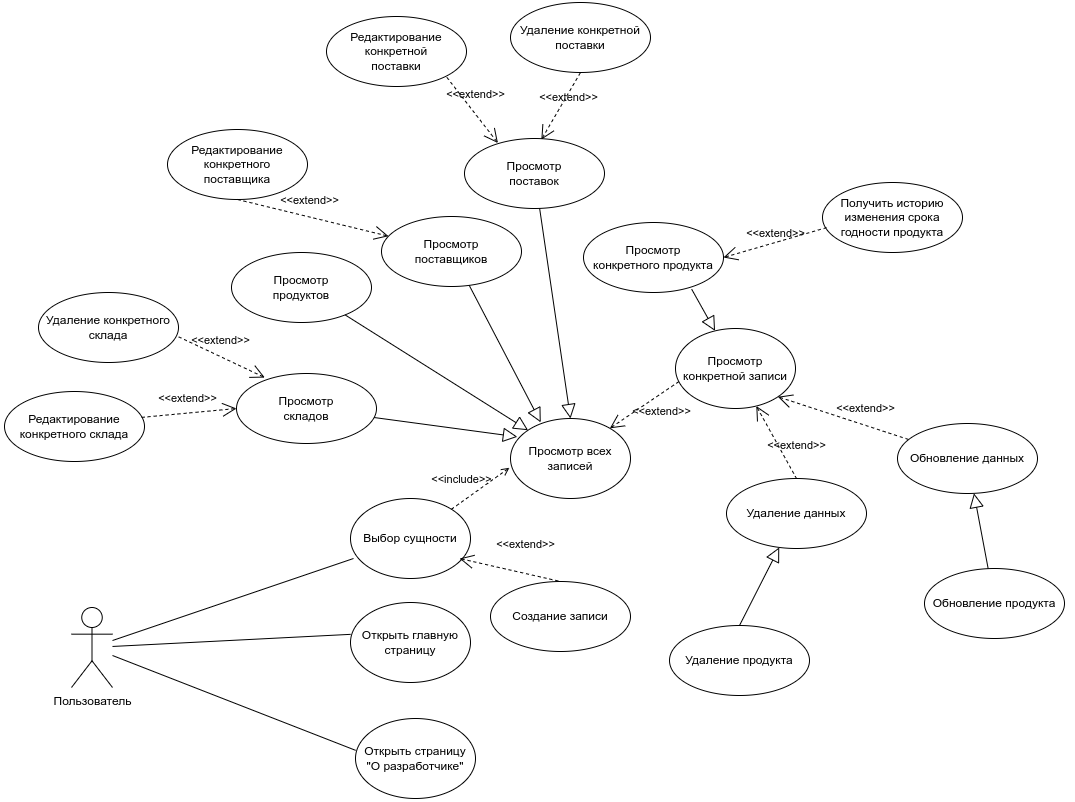 Редактирование
конкретной
поставки
Удаление конкретной
поставки
<<extend>>
<<extend>>
Редактирование
конкретного
поставщика
Просмотр
поставок
<<extend>>
Получить историю
изменения срока
годности продукта
Просмотр
поставщиков
<<extend>>
Просмотр
конкретного продукта
Просмотр
продуктов
Удаление конкретного
склада
<<extend>>
Просмотр
конкретной записи
<<extend>>
Просмотр
складов
<<extend>>
<<extend>>
Редактирование
конкретного склада
Просмотр всех
записей
<<extend>>
Обновление данных
<<include>>
Удаление данных
Выбор сущности
<<extend>>
Создание записи
Обновление продукта
Открыть главную
страницу
Удаление продукта
Пользователь
Открыть страницу
"О разработчике"